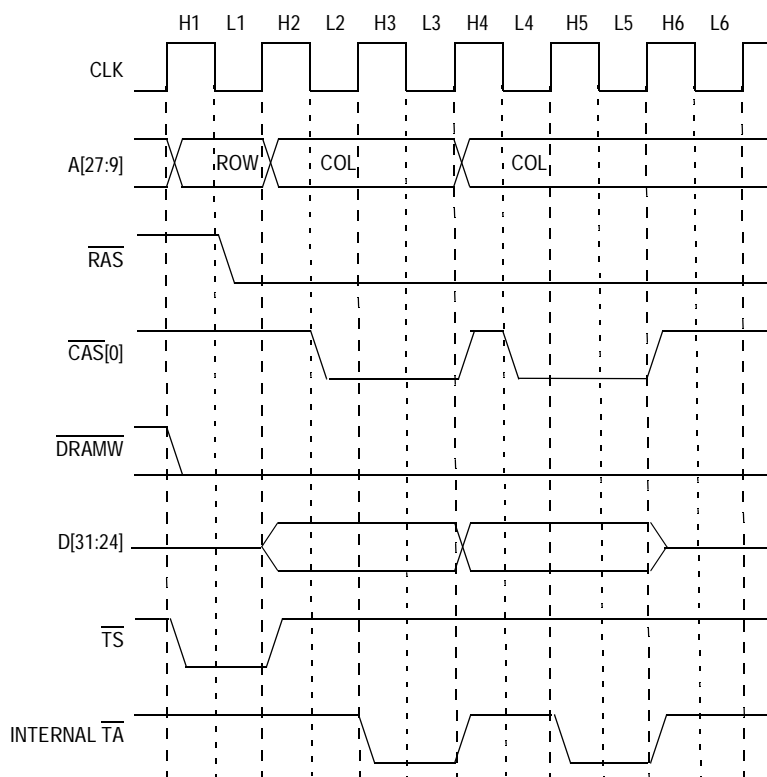 H1 L1 H2 L2 H3 L3 H4 L4 H5 L5 H6 L6
CLK
A[27:9]
ROW COL COL
RAS
CAS[0]
DRAMW
D[31:24]
TS
INTERNAL TA